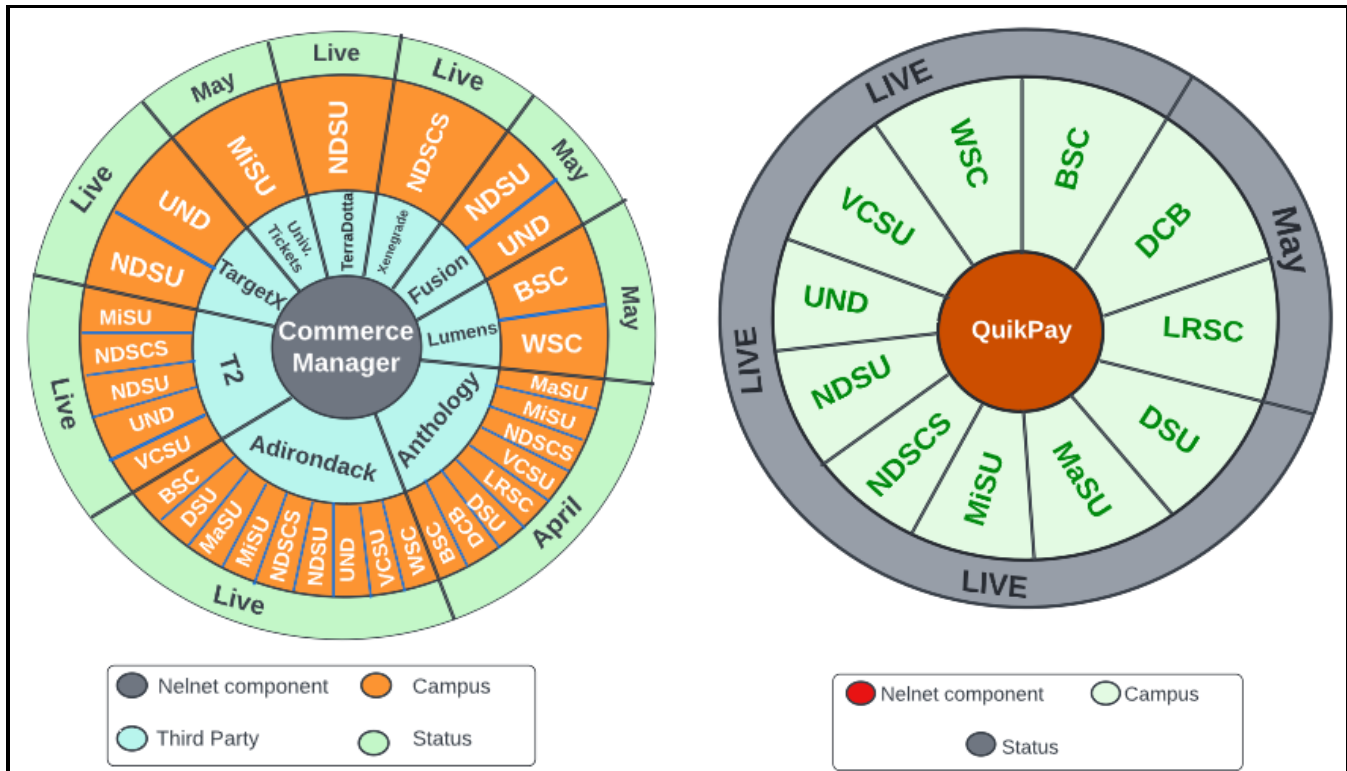 Live
May
Live
Live
May
May
April
Live
Live
NDSU
UND
MiSU
NDSU
NDSCS
NDSU
UND
BSC
WSC
MaSU
MiSU
NDSCS
VCSU
LRSC
DSU
DCB
BSC
WSC
VCSU
UND
NDSU
NDSCS
MiSU
MaSU
DSU
BSC
VCSU
UND
NDSU
NDSCS
MiSU
TargetX
Univ.
Tickets
TerraDotta
Xenegrade
Fusion
Lumens
Anthology
Adirondack
T2
Commerce
Manager
Nelnet component
Campus
Third Party
Status
LIVE
May
LIVE
LIVE
WSC
BSC
DCB
LRSC
DSU
MaSU
MiSU
NDSCS
NDSU
UND
VCSU
QuikPay
Nelnet component
Campus
Status